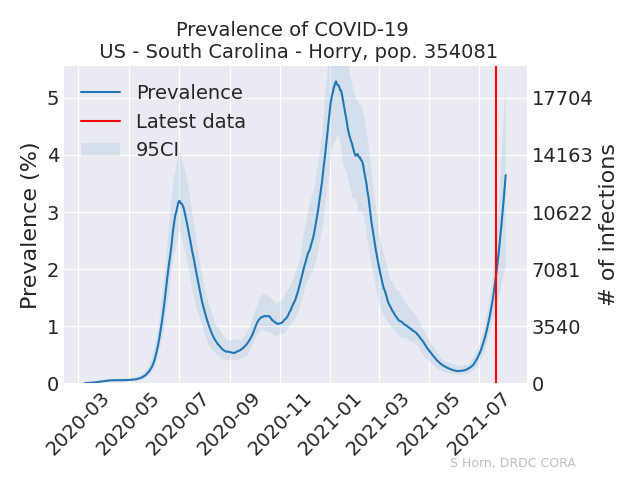 Prevalence of COVID-19
US - South Carolina - Horry, pop. 354081
Prevalence
Latest data
95CI
Prevalence (%)
5
4
3
2
1
0
17704
14163
10622
7081
3540
0
# of infections
2020-03
2020-05
2020-07
2020-09
2020-11
2021-01
2021-03
2021-05
2021-07
S Horn, DRDC CORA